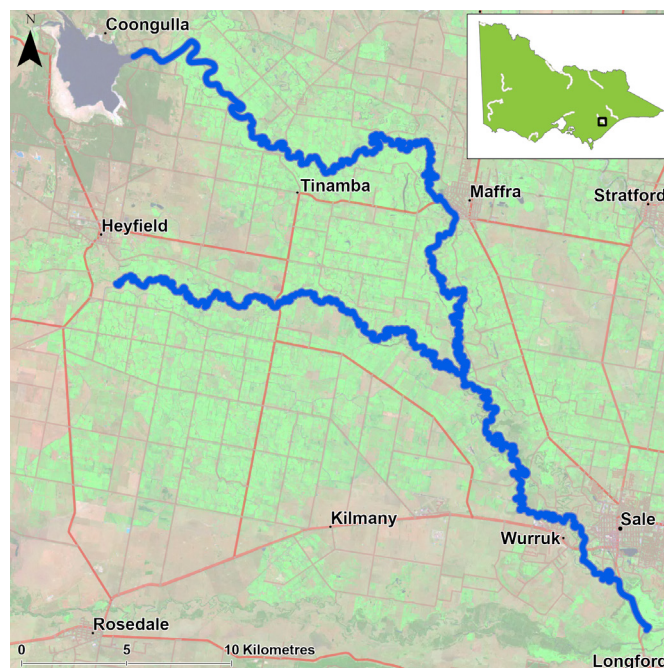 N
Coongulla
Tinamba
Maffra
Stratford
Heyfield
Kilmany
Sale
Wurruk
Rosedale
0 5 10 Kilometres
Longford